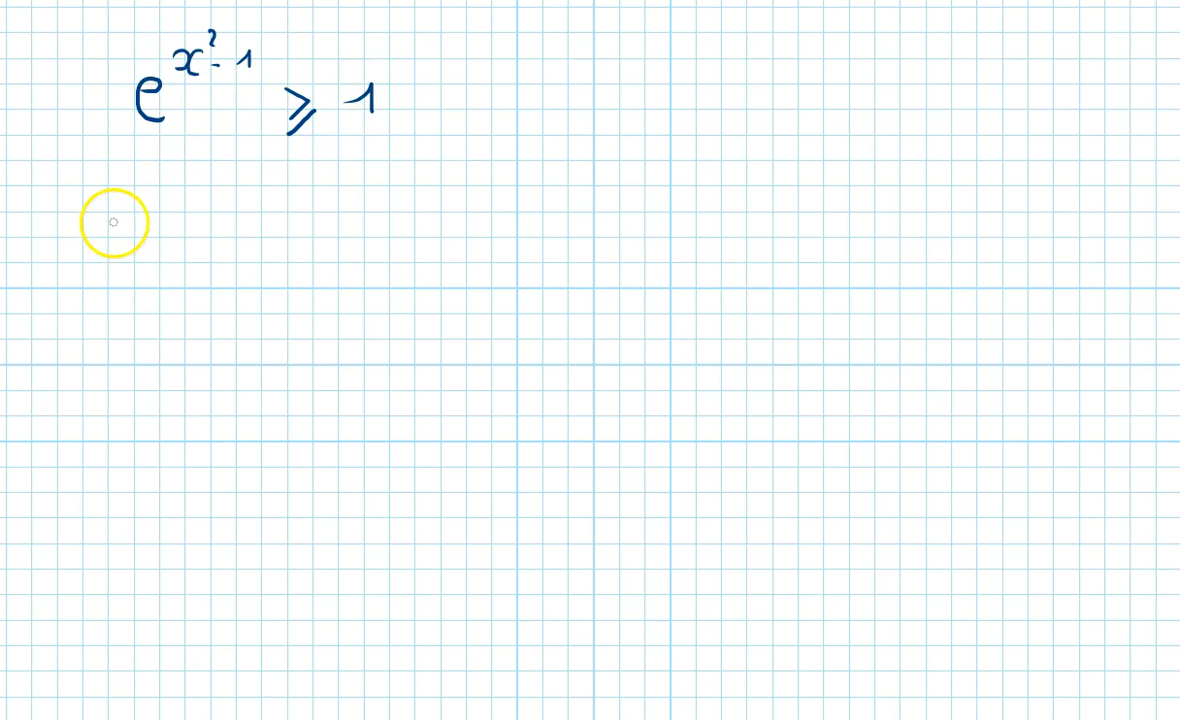 e^{x²-1} ⩾ 1